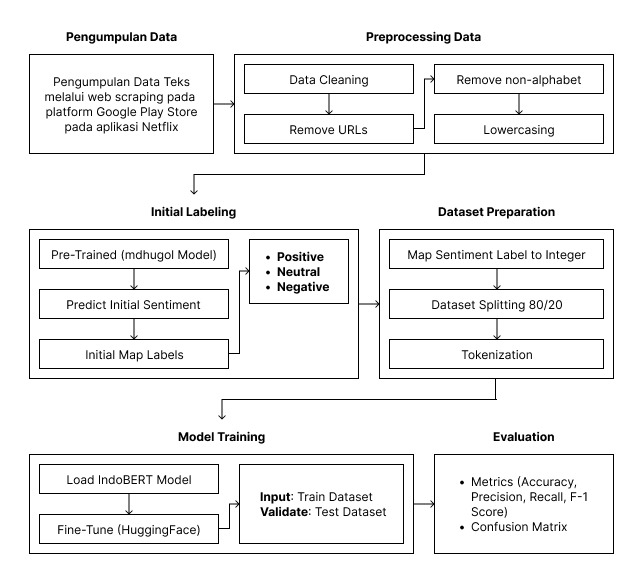 Pengumpulan Data
Pengumpulan Data Teks
melalui web scraping pada
platform Google Play Store
pada aplikasi Netflix
Preprocessing Data
Data Cleaning
Remove URLs
Remove non-alphabet
Lowercasing
Initial Labeling
Pre-Trained (mdhugol Model)
Predict Initial Sentiment
Initial Map Labels
• Positive
• Neutral
• Negative
Dataset Preparation
Map Sentiment Label to Integer
Dataset Splitting 80/20
Tokenization
Model Training
Load IndoBERT Model
Fine-Tune (HuggingFace)
Input: Train Dataset
Validate: Test Dataset
Evaluation
• Metrics (Accuracy,
Precision, Recall, F-1
Score)
• Confusion Matrix